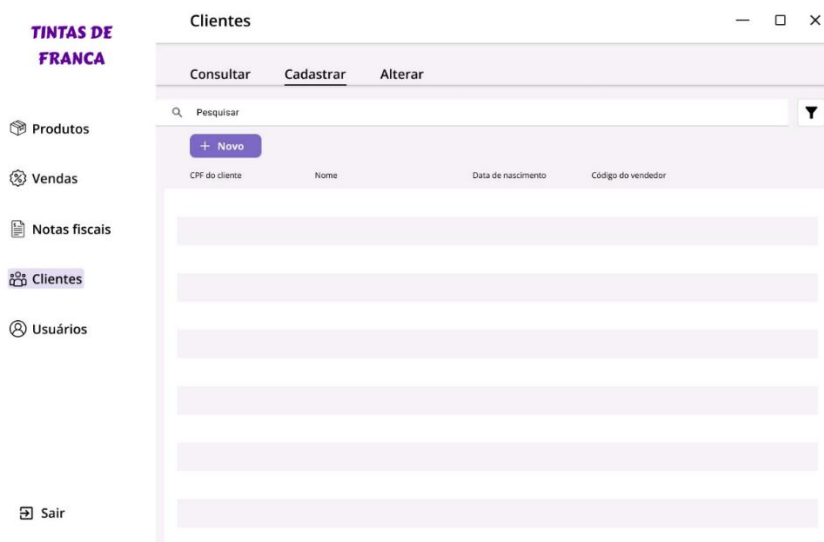 TINTAS DE
FRANCA
Produtos
Vendas
Notas fiscais
Clientes
Usuários
Sair
Clientes
Consultar Cadastrar Alterar
Pesquisar
+ Novo
CPF do cliente Nome Data de nascimento Código do vendedor